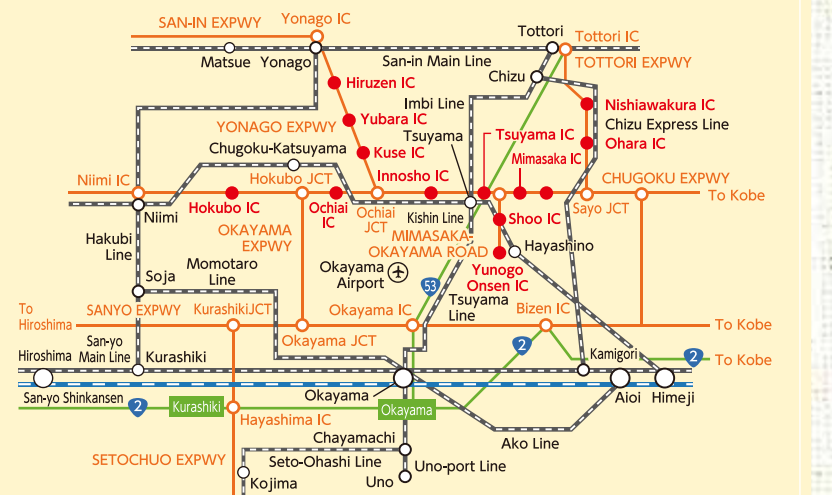 SAN-IN EXPWY
Yonago IC
Tottori
Tottori IC
Matsue
Yonago
San-in Main Line
TOTTORI EXPWY
Chizu
Hiruzen IC
Imbi Line
Nishiawakura IC
Yubara IC
YONAGO EXPWY
Tsuyama
Tsuyama IC
Chizu Express Line
Chugoku-Katsuyama
Kuse IC
Mimasaka IC
Ohara IC
Niimi IC
Hokubo JCT
Innosho IC
CHUGOKU EXPWY
To Kobe
Niimi
Hokubo IC
Ochiai
IC
Ochiai
JCT
Kishin Line
Shoo IC
Sayo JCT
OKAYAMA
EXPWY
MIMASAKA-
OKAYAMA ROAD
Hayashino
Hakubi
Line
Momotaro
Line
Okayama
Airport
Yunogo
Onsen IC
Soja
53
Tsuyama
Line
To
Hiroshima
SANYO EXPWY
KurashikiJCT
Okayama IC
Bizen IC
To Kobe
Okayama JCT
San-yo
Main Line
2
Kamigori
2
To Kobe
Hiroshima
Kurashiki
San-yo Shinkansen
2
Kurashiki
Okayama
Okayama
Aioi
Himeji
Hayashima IC
Chayamachi
Ako Line
SETOCHUO EXPWY
Seto-Ohashi Line
Uno-port Line
Kojima
Uno